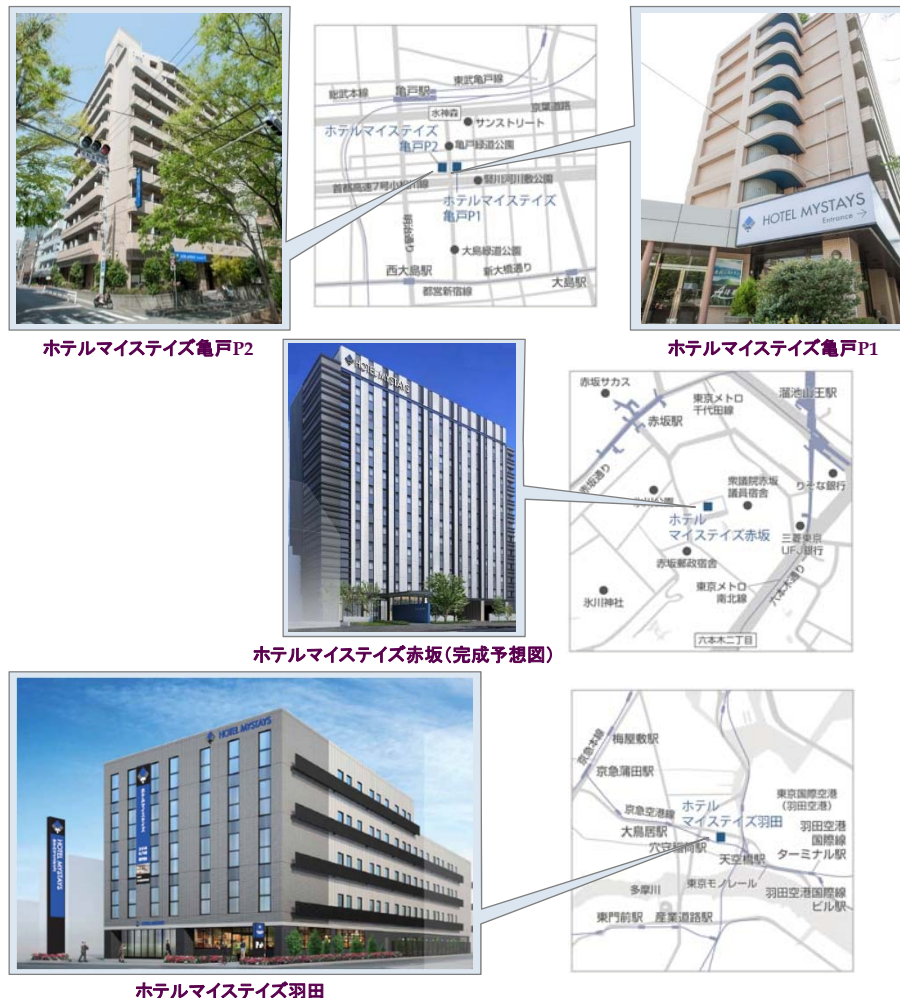 総武本線
亀戸駅
東武亀戸線
京葉道路
水神森
サンストリート
ホテルマイステイズ
亀戸P2
亀戸緑道公園
首都高速7号小松川線
竪川河川敷公園
ホテルマイステイズ
亀戸P1
明治通り
大島緑道公園
西大島駅
新大橋通り
大島駅
都営新宿線
HOTEL MYSTAYS
Entrance →
ホテルマイステイズ亀戸P2
ホテルマイステイズ亀戸P1
HOTEL MYSTAYS
赤坂サカス
東京メトロ
千代田線
溜池山王駅
赤坂駅
赤坂通り
氷川公園
衆議院赤坂
議員宿舎
りそな銀行
ホテル
マイステイズ赤坂
三菱東京
UFJ銀行
赤坂郵政宿舎
東京メトロ
南北線
六本木通り
氷川神社
六本木二丁目
ホテルマイステイズ赤坂(完成予想図)
HOTEL MYSTAYS
HOTEL MYSTAYS
京急本線
梅屋敷駅
京急蒲田駅
東京国際空港
(羽田空港)
京急空港線
ホテル
マイステイズ羽田
大鳥居駅
穴守稲荷駅
羽田空港
国際線
ターミナル駅
天空橋駅
多摩川
東京モノレール
羽田空港国際線
ビル駅
東門前駅
産業道路駅
ホテルマイステイズ羽田